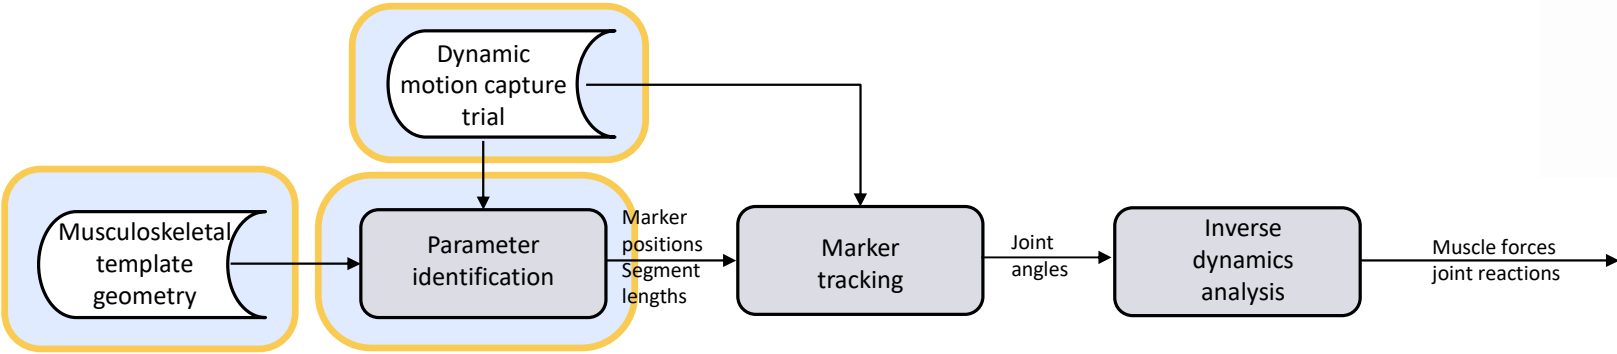 Dynamic
motion capture
trial
Musculoskeletal
template
geometry
Parameter
identification
Marker
positions
Segment
lengths
Marker
tracking
Joint
angles
Inverse
dynamics
analysis
Muscle forces
joint reactions